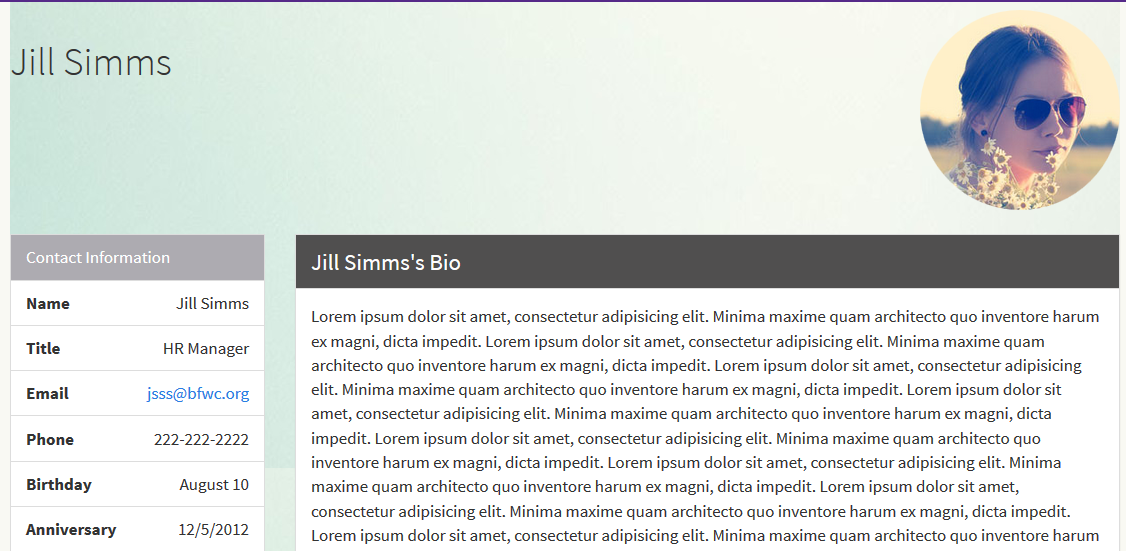 Jill Simms
Contact Information
Name Jill Simms
Title HR Manager
Email jsss@bfwc.org
Phone 222-222-2222
Birthday August 10
Anniversary 12/5/2012
Jill Simms's Bio
Lorem ipsum dolor sit amet, consectetur adipisicing elit. Minima maxime quam architecto quo inventore harum
ex magni, dicta impedit. Lorem ipsum dolor sit amet, consectetur adipisicing elit. Minima maxime quam
architecto quo inventore harum ex magni, dicta impedit. Lorem ipsum dolor sit amet, consectetur adipisicing
elit. Minima maxime quam architecto quo inventore harum ex magni, dicta impedit. Lorem ipsum dolor sit
amet, consectetur adipisicing elit. Minima maxime quam architecto quo inventore harum ex magni, dicta
impedit. Lorem ipsum dolor sit amet, consectetur adipisicing elit. Minima maxime quam architecto quo
inventore harum ex magni, dicta impedit. Lorem ipsum dolor sit amet, consectetur adipisicing elit. Minima
maxime quam architecto quo inventore harum ex magni, dicta impedit. Lorem ipsum dolor sit amet,
consectetur adipisicing elit. Minima maxime quam architecto quo inventore harum ex magni, dicta impedit.
Lorem ipsum dolor sit amet, consectetur adipisicing elit. Minima maxime quam architecto quo inventore harum